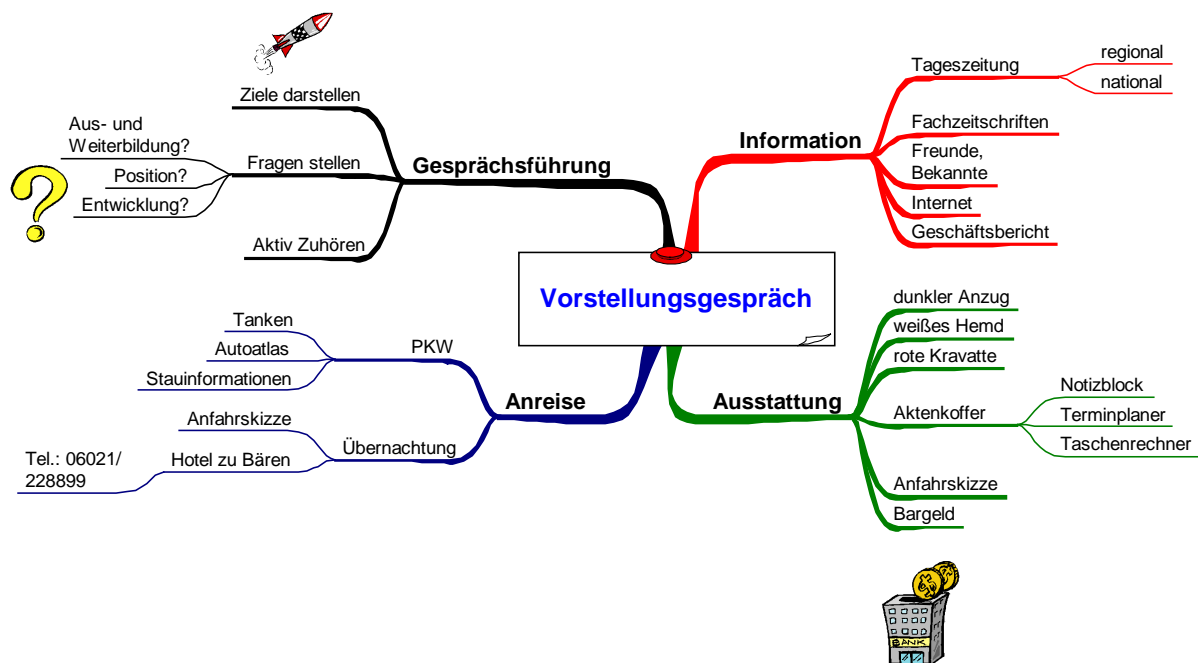 Vorstellungsgespräch
Gesprächsführung
Ziele darstellen
Fragen stellen
Aus- und
Weiterbildung?
Position?
Entwicklung?
Aktiv Zuhören
Information
Tageszeitung
regional
national
Fachzeitschriften
Freunde,
Bekannte
Internet
Geschäftsbericht
Anreise
PKW
Tanken
Autoatlas
Stauinformationen
Übernachtung
Anfahrskizze
Hotel zu Bären
Tel.: 06021/
228899
Ausstattung
dunkler Anzug
weißes Hemd
rote Kravatte
Aktenkoffer
Notizblock
Terminplaner
Taschenrechner
Anfahrskizze
Bargeld
BANK